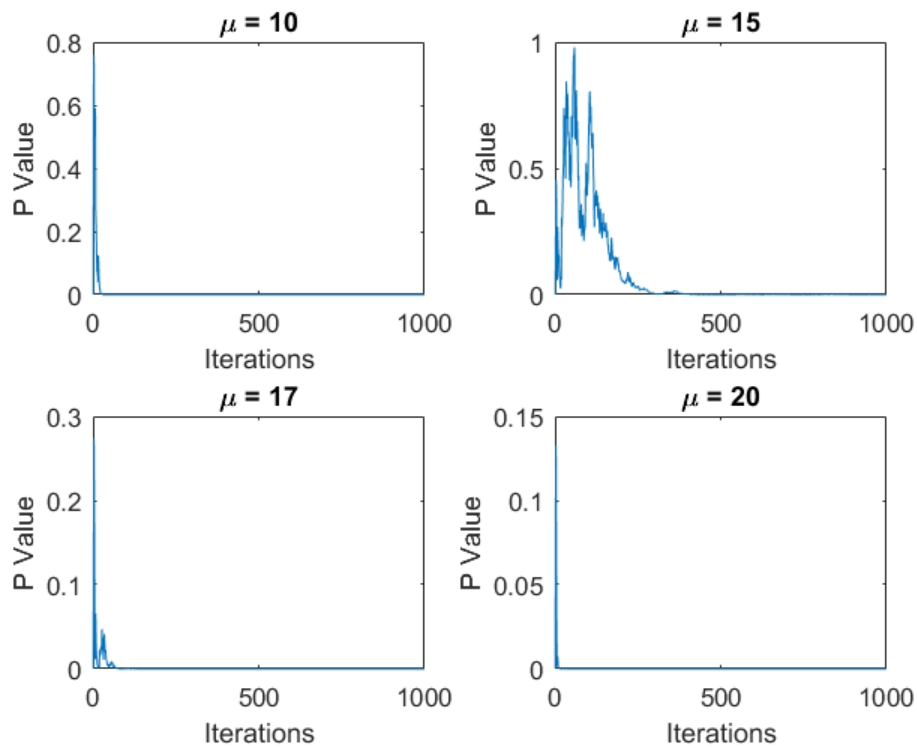 μ = 10
0.8
0.6
0.4
0.2
0
P Value
0 500 1000
Iterations
μ = 15
1
0.5
0
P Value
0 500 1000
Iterations
μ = 17
0.3
0.2
0.1
0
P Value
0 500 1000
Iterations
μ = 20
0.15
0.1
0.05
0
P Value
0 500 1000
Iterations